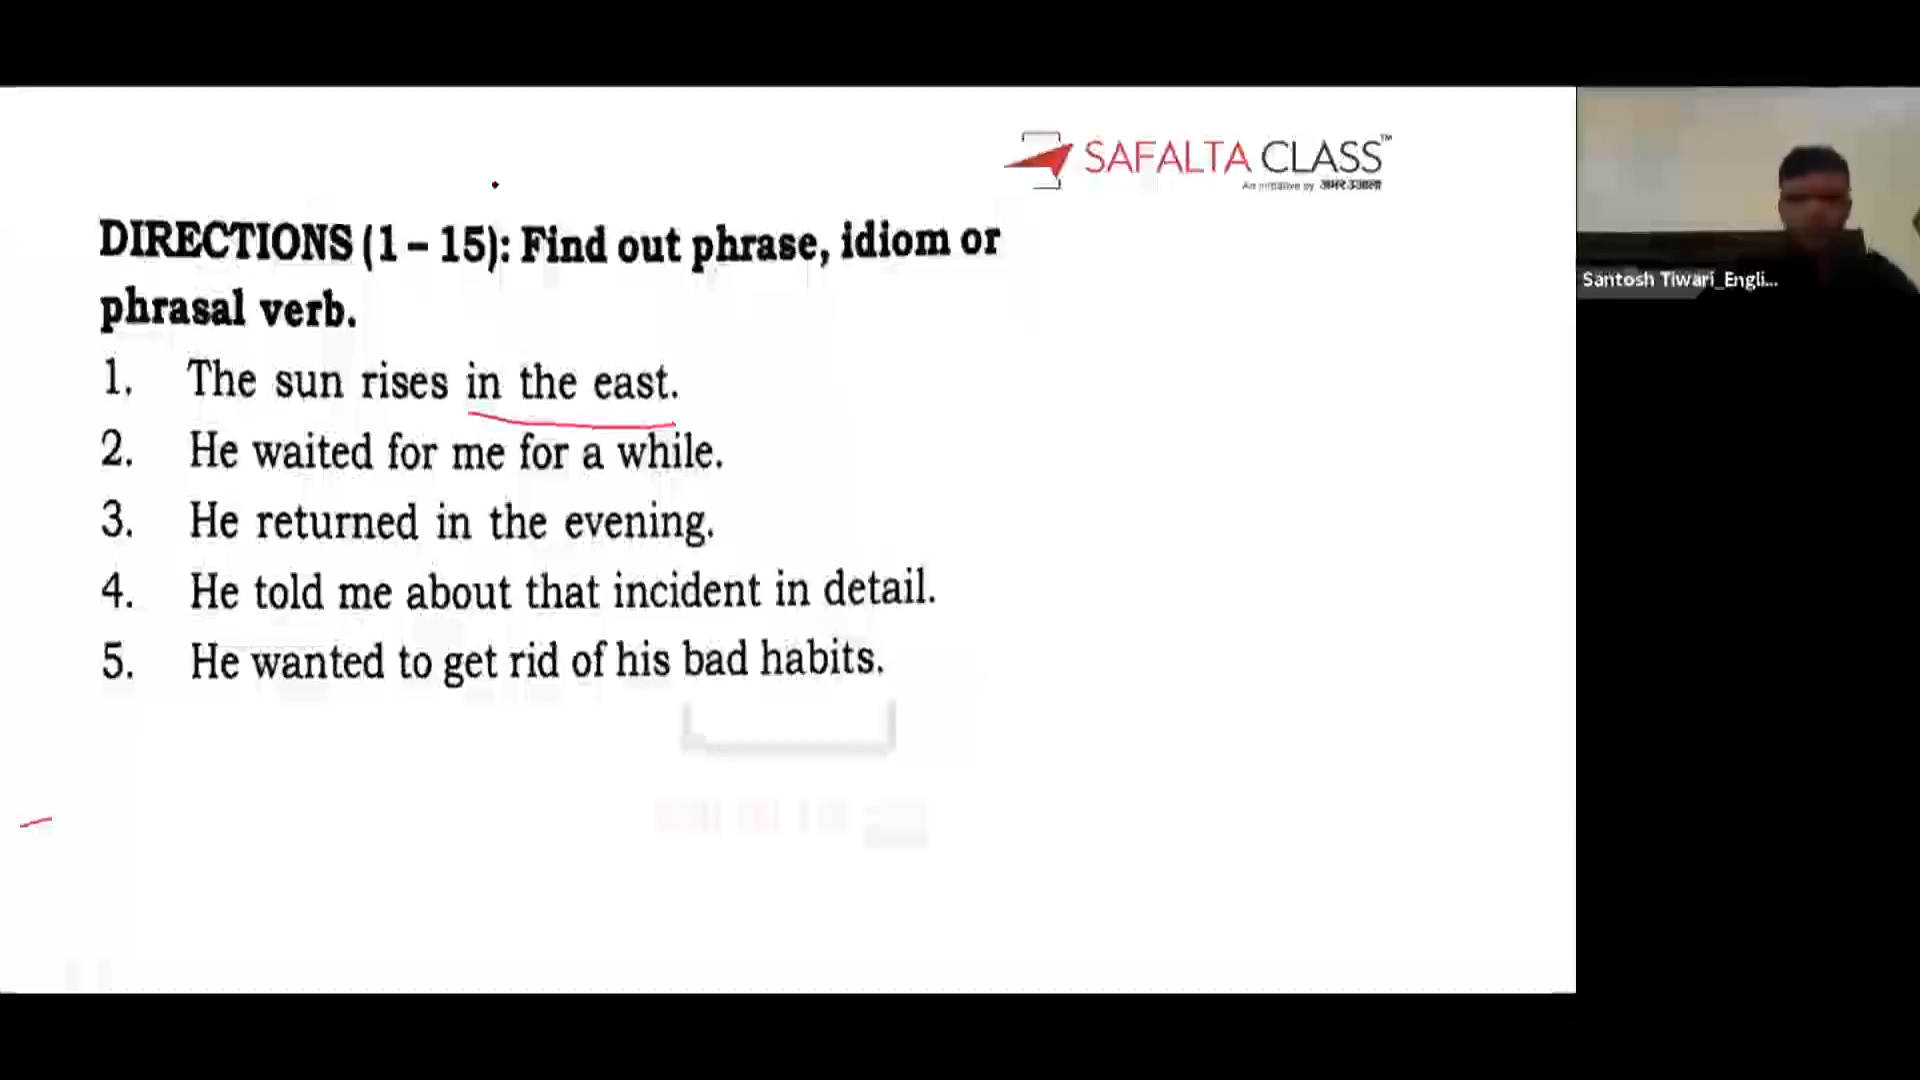 SAFALTA CLASS™
An initiative by अमर उजाला
DIRECTIONS (1 – 15): Find out phrase, idiom or
phrasal verb.
1. The sun rises in the east.
2. He waited for me for a while.
3. He returned in the evening.
4. He told me about that incident in detail.
5. He wanted to get rid of his bad habits.
Santosh Tiwari_Engli...